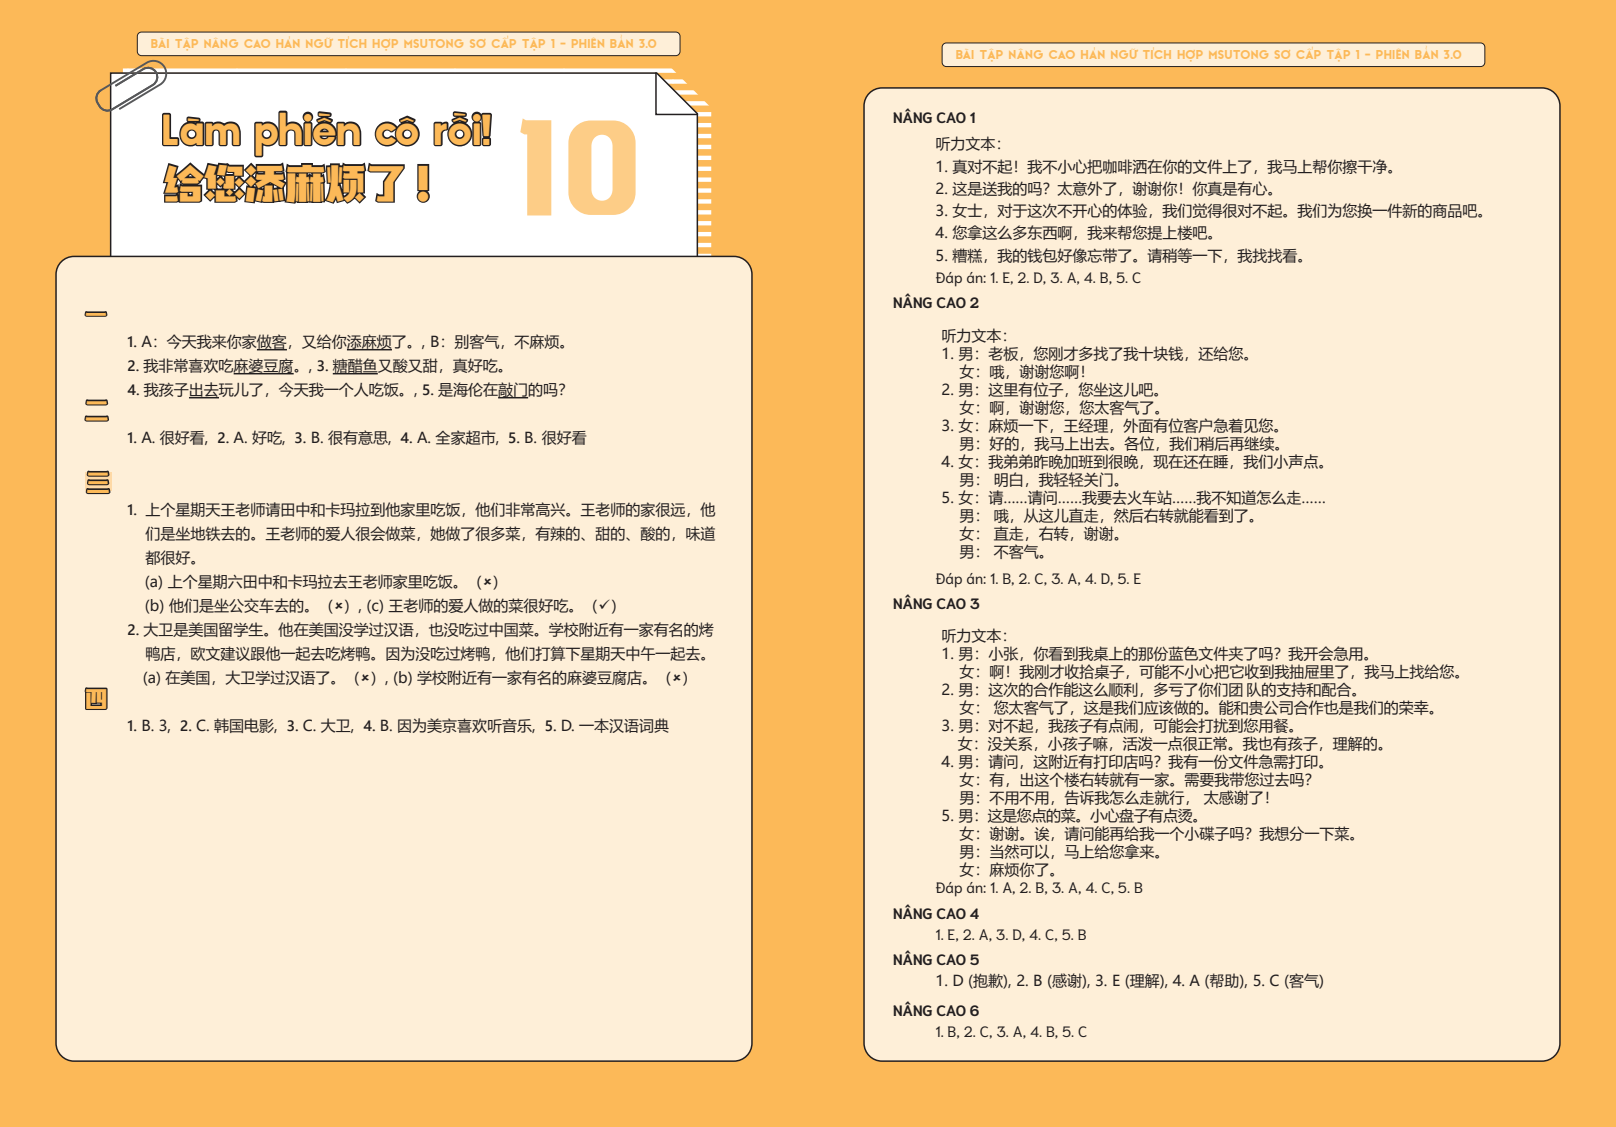 BÀI TẬP NÂNG CAO HÁN NGỮ TÍCH HỢP MSUTONG SƠ CẤP TẬP 1 - PHIÊN BẢN 3.0
Làm phiền cô rồi!
给您添麻烦了！
10
一
1. A：今天我来你家做客，又给你添麻烦了。, B：别客气，不麻烦。
2. 我非常喜欢吃麻婆豆腐。, 3. 糖醋鱼又酸又甜，真好吃。
4. 我孩子出去玩儿了，今天我一个人吃饭。, 5. 是海伦在敲门的吗？
二
1. A. 很好看, 2. A. 好吃, 3. B. 很有意思, 4. A. 全家超市, 5. B. 很好看
三
1. 上个星期天王老师请田中和卡玛拉到他家里吃饭，他们非常高兴。王老师的家很远，他
们是坐地铁去的。王老师的爱人很会做菜，她做了很多菜，有辣的、甜的、酸的，味道
都很好。
(a) 上个星期六田中和卡玛拉去王老师家里吃饭。（×）
(b) 他们是坐公交车去的。（×）, (c) 王老师的爱人做的菜很好吃。（✓）
2. 大卫是美国留学生。他在美国没学过汉语，也没吃过中国菜。学校附近有一家有名的烤
鸭店，欧文建议跟他一起去吃烤鸭。因为没吃过烤鸭，他们打算下星期天中午一起去。
(a) 在美国，大卫学过汉语了。（×）, (b) 学校附近有一家有名的麻婆豆腐店。（×）
四
1. B. 3, 2. C. 韩国电影, 3. C. 大卫, 4. B. 因为美京喜欢听音乐, 5. D. 一本汉语词典
BÀI TẬP NÂNG CAO HÁN NGỮ TÍCH HỢP MSUTONG SƠ CẤP TẬP 1 - PHIÊN BẢN 3.0
NÂNG CAO 1
听力文本：
1. 真对不起！我不小心把咖啡洒在你的文件上了，我马上帮你擦干净。
2. 这是送我的吗？太意外了，谢谢你！你真是有心。
3. 女士，对于这次不开心的体验，我们觉得很对不起。我们为您换一件新的商品吧。
4. 您拿这么多东西啊，我来帮您提上楼吧。
5. 糟糕，我的钱包好像忘带了。请稍等一下，我找找看。
Đáp án: 1. E, 2. D, 3. A, 4. B, 5. C
NÂNG CAO 2
听力文本：
1. 男：老板，您刚才多找了我十块钱，还给您。
女：哦，谢谢您啊！
2. 男：这里有位子，您坐这儿吧。
女：啊，谢谢您，您太客气了。
3. 女：麻烦一下，王经理，外面有位客户急着见您。
男：好的，我马上出去。各位，我们稍后再继续。
4. 女：我弟弟昨晚加班到很晚，现在还在睡，我们小声点。
男： 明白，我轻轻关门。
5. 女：请......请问......我要去火车站......我不知道怎么走......
男： 哦，从这儿直走，然后右转就能看到了。
女： 直走，右转，谢谢。
男： 不客气。
Đáp án: 1. B, 2. C, 3. A, 4. D, 5. E
NÂNG CAO 3
听力文本：
1. 男：小张，你看到我桌上的那份蓝色文件夹了吗？我开会急用。
女：啊！我刚才收拾桌子，可能不小心把它收到我抽屉里了，我马上找给您。
2. 男：这次的合作能这么顺利，多亏了你们团 队的支持和配合。
女： 您太客气了，这是我们应该做的。能和贵公司合作也是我们的荣幸。
3. 男：对不起，我孩子有点闹，可能会打扰到您用餐。
女：没关系，小孩子嘛，活泼一点很正常。我也有孩子，理解的。
4. 男：请问，这附近有打印店吗？我有一份文件急需打印。
女：有，出这个楼右转就有一家。需要我带您过去吗？
男：不用不用，告诉我怎么走就行， 太感谢了！
5. 男：这是您点的菜。小心盘子有点烫。
女：谢谢。诶，请问能再给我一个小碟子吗？我想分一下菜。
男：当然可以，马上给您拿来。
女：麻烦你了。
Đáp án: 1. A, 2. B, 3. A, 4. C, 5. B
NÂNG CAO 4
1. E, 2. A, 3. D, 4. C, 5. B
NÂNG CAO 5
1. D (抱歉), 2. B (感谢), 3. E (理解), 4. A (帮助), 5. C (客气)
NÂNG CAO 6
1. B, 2. C, 3. A, 4. B, 5. C